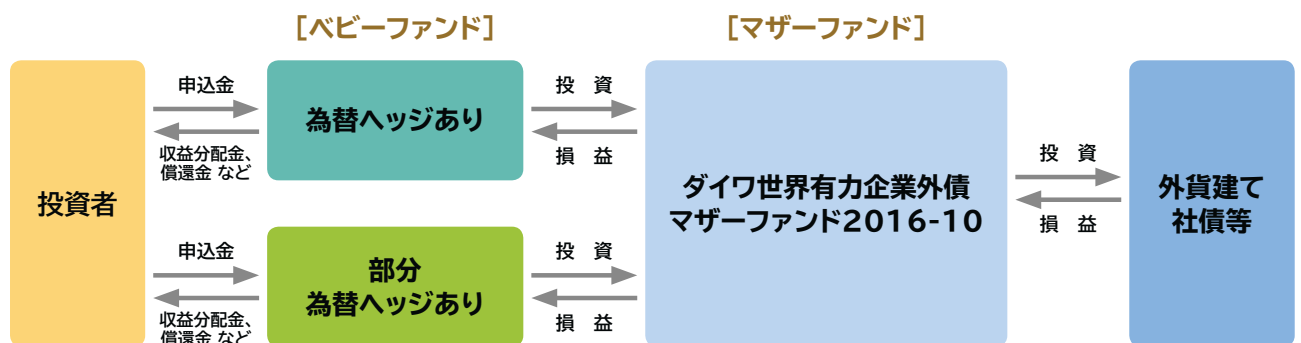 [ベビーファンド]
[マザーファンド]
投資者
申込金
収益分配金、
償還金 など
為替ヘッジあり
投 資
損 益
申込金
収益分配金、
償還金 など
部分
為替ヘッジあり
投 資
損 益
ダイワ世界有力企業外債
マザーファンド2016-10
投 資
損 益
外貨建て
社債等